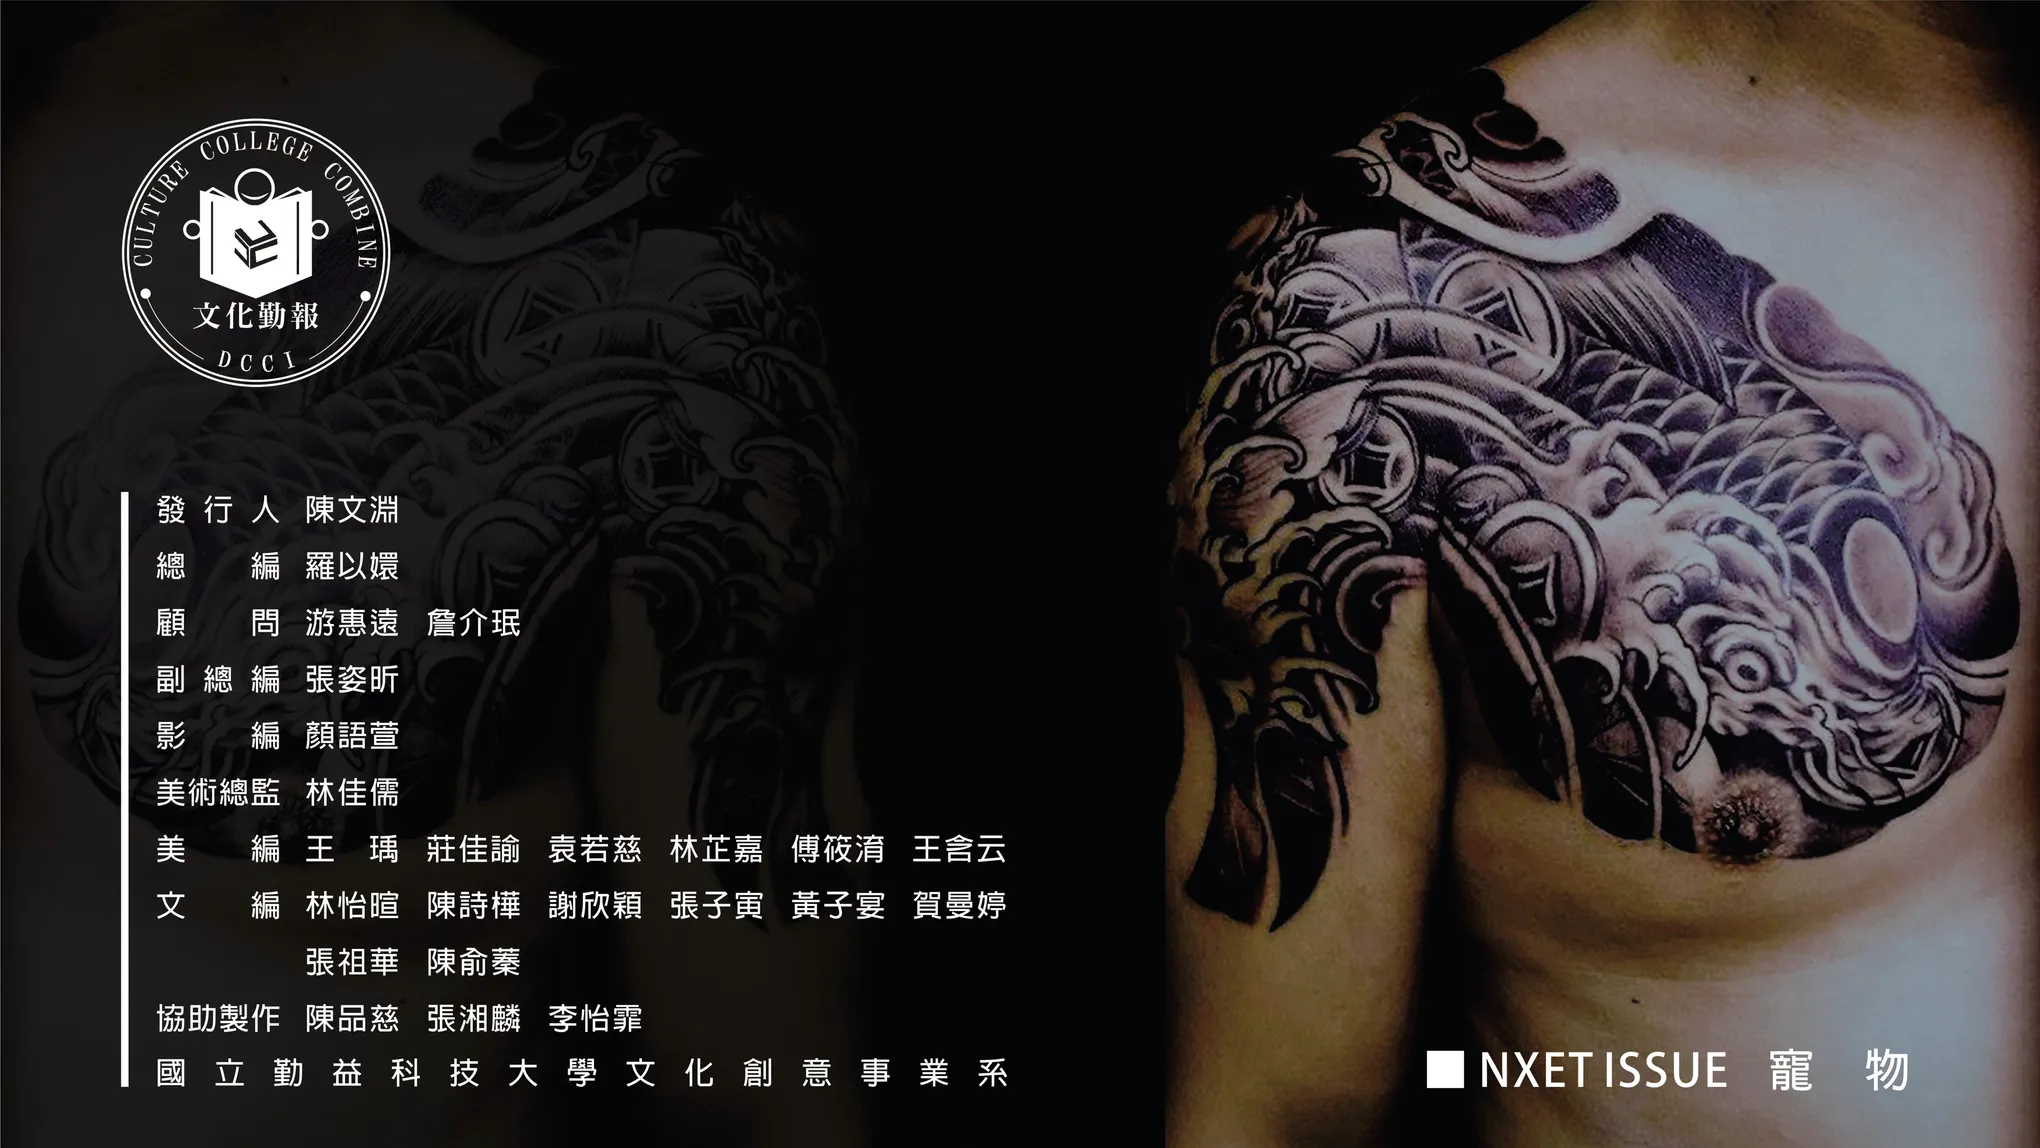 CULTURE COLLEGE COMBINE
文化勤報
DCCI
發行人 陳文淵
總編 羅以嬛
顧問 游惠遠 詹介珉
副總編 張姿昕
影編 顏語萱
美術總監 林佳儒
美編 王瑀 莊佳諭 袁若慈 林芷嘉 傅筱淯 王含云
文編 林怡暄 陳詩樺 謝欣穎 張子寅 黃子宴 賀曼婷
張祖華 陳俞蓁
協助製作 陳品慈 張湘麟 李怡霏
國立勤益科技大學文化創意事業系
NXET ISSUE 寵物